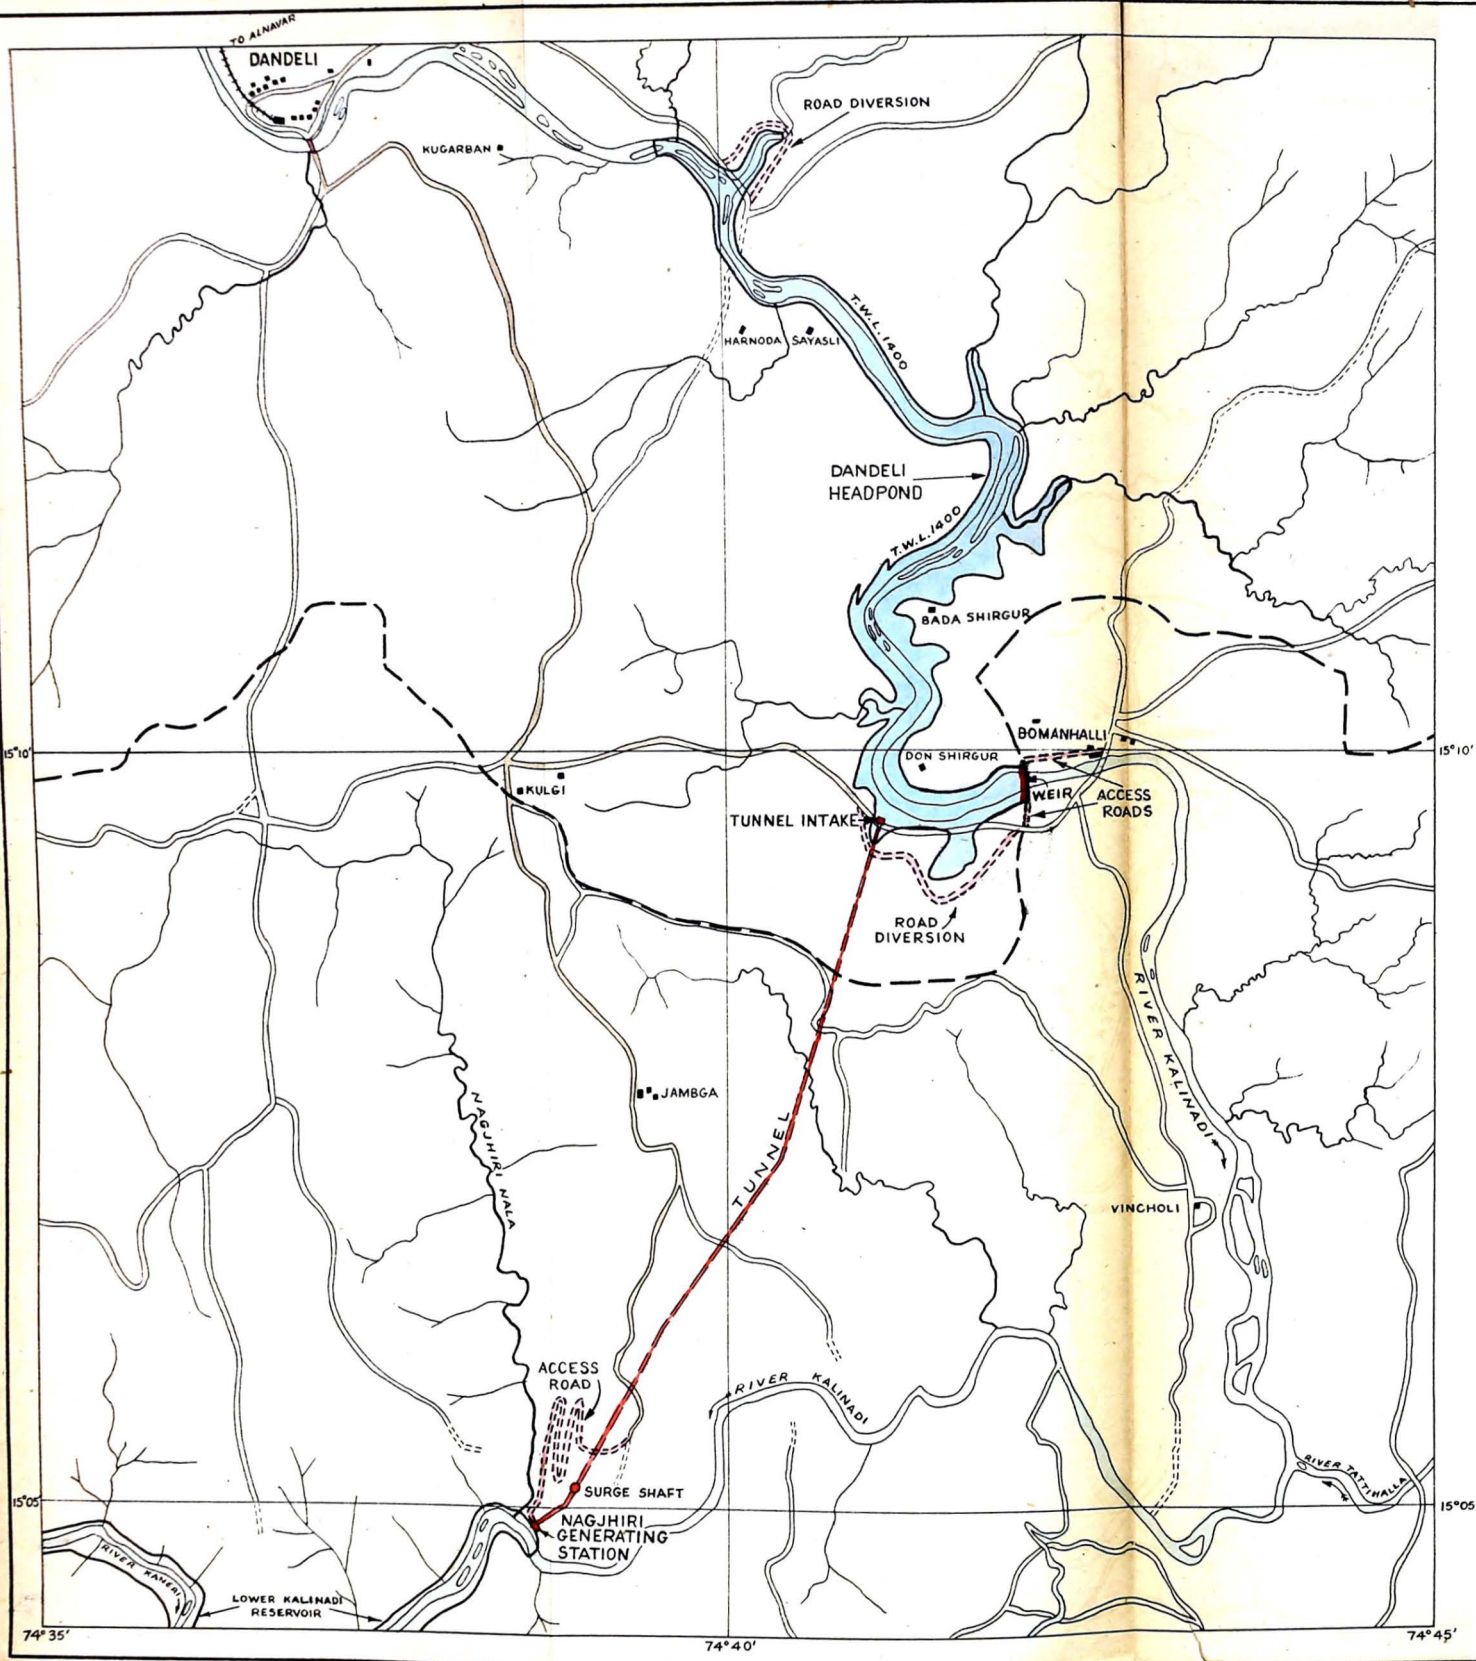 TO ALNAVAR
DANDELI
ROAD DIVERSION
KUGARBAN
T.W.L. 1400
HARNODA
SAYASLI
DANDELI
HEADPOND
T.W.L. 1400
BADA SHIRGUR
BOMANHALLI
15°10'
15°10'
DON SHIRGUR
KULGI
WEIR
ACCESS
ROADS
TUNNEL INTAKE
ROAD
DIVERSION
RIVER KALINADI
JAMBGA
NAGJHIRI NALA
TUNNEL
VINCHOLI
ACCESS
ROAD
RIVER KALINADI
RIVER TATTIHALLA
SURGE SHAFT
15°05'
15°05
NAGJHIRI
GENERATING
STATION
RIVER KANERI
LOWER KALINADI
RESERVOIR
74°35'
74°40'
74°45'